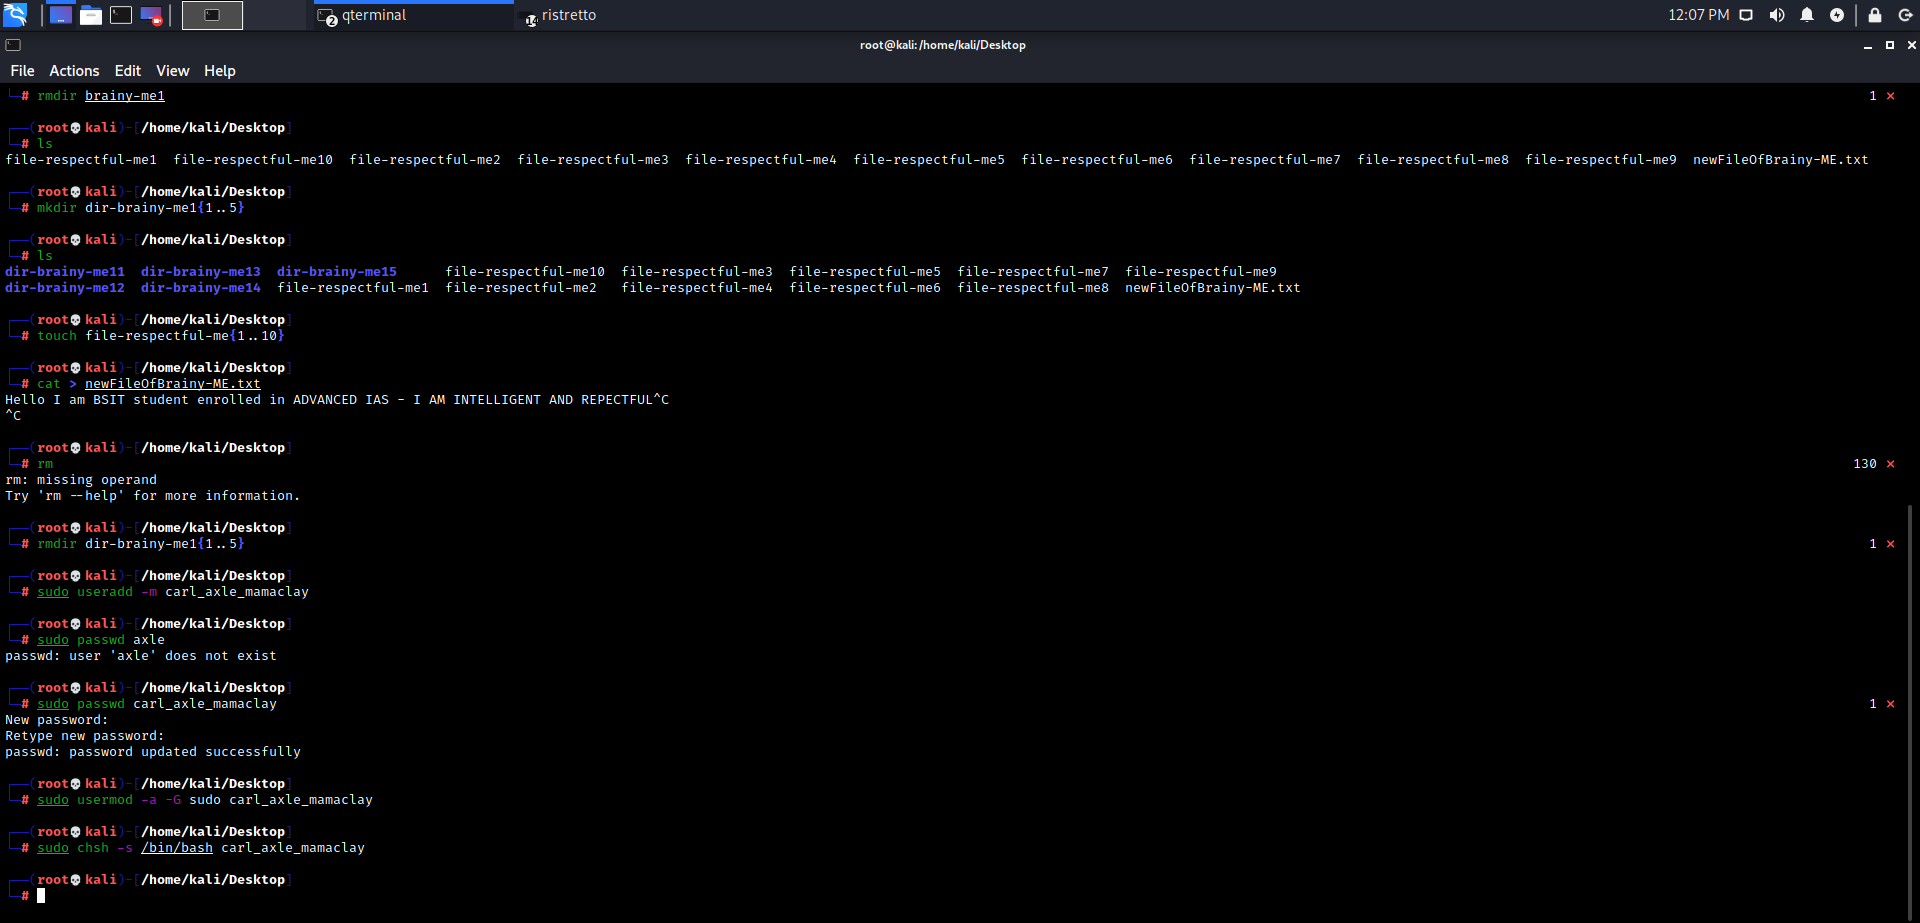 qterminal
ristretto
12:07 PM
root@kali: /home/kali/Desktop
File Actions Edit View Help
# rmdir brainy-me1 1
(root💀kali)-[/home/kali/Desktop]
# ls
file-respectful-me1 file-respectful-me10 file-respectful-me2 file-respectful-me3 file-respectful-me4 file-respectful-me5 file-respectful-me6 file-respectful-me7 file-respectful-me8 file-respectful-me9 newFileOfBrainy-ME.txt
(root💀kali)-[/home/kali/Desktop]
# mkdir dir-brainy-me1{1..5}
(root💀kali)-[/home/kali/Desktop]
# ls
dir-brainy-me11 dir-brainy-me13 dir-brainy-me15 file-respectful-me10 file-respectful-me3 file-respectful-me5 file-respectful-me7 file-respectful-me9
dir-brainy-me12 dir-brainy-me14 file-respectful-me1 file-respectful-me2 file-respectful-me4 file-respectful-me6 file-respectful-me8 newFileOfBrainy-ME.txt
(root💀kali)-[/home/kali/Desktop]
# touch file-respectful-me{1..10}
(root💀kali)-[/home/kali/Desktop]
# cat > newFileOfBrainy-ME.txt
Hello I am BSIT student enrolled in ADVANCED IAS - I AM INTELLIGENT AND REPECTFUL^C
^C
(root💀kali)-[/home/kali/Desktop]
# rm 130
rm: missing operand
Try 'rm --help' for more information.
(root💀kali)-[/home/kali/Desktop]
# rmdir dir-brainy-me1{1..5} 1
(root💀kali)-[/home/kali/Desktop]
# sudo useradd -m carl_axle_mamaclay
(root💀kali)-[/home/kali/Desktop]
# sudo passwd axle
passwd: user 'axle' does not exist
(root💀kali)-[/home/kali/Desktop]
# sudo passwd carl_axle_mamaclay 1
New password:
Retype new password:
passwd: password updated successfully
(root💀kali)-[/home/kali/Desktop]
# sudo usermod -a -G sudo carl_axle_mamaclay
(root💀kali)-[/home/kali/Desktop]
# sudo chsh -s /bin/bash carl_axle_mamaclay
(root💀kali)-[/home/kali/Desktop]
#